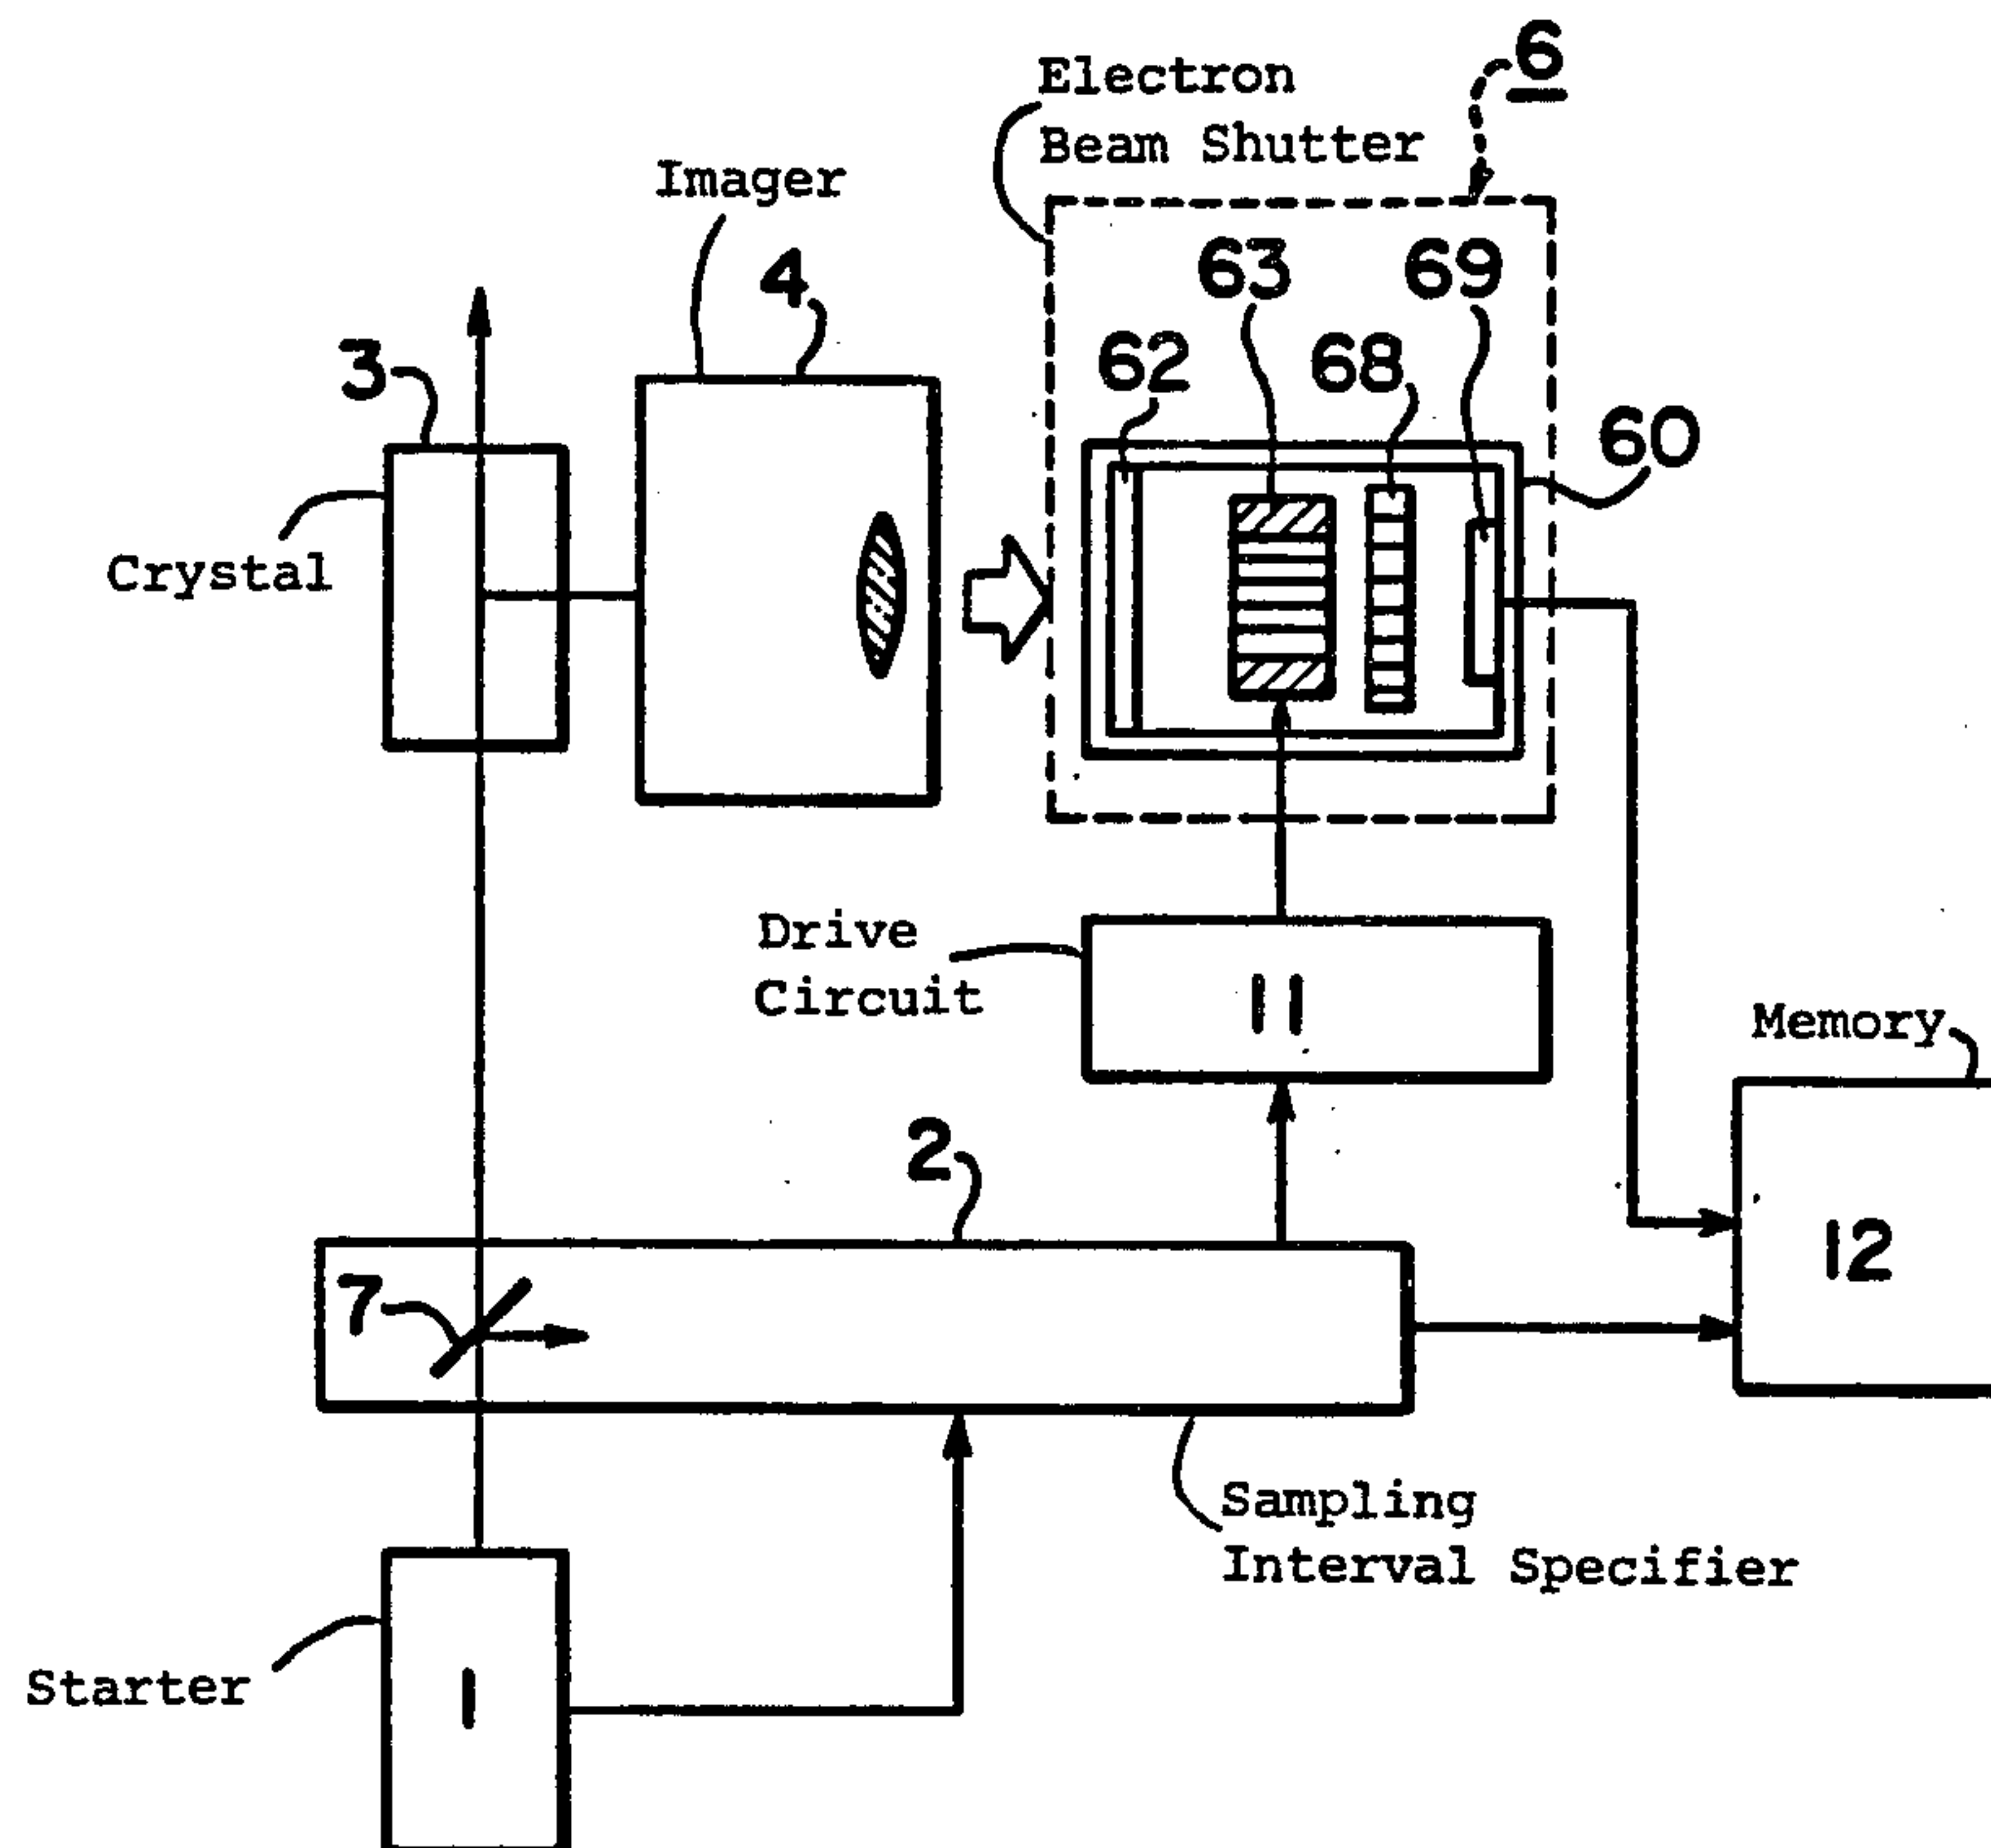 6
Electron
Beam Shutter
Imager
4
63
69
3
62
68
60
Crystal
Drive
Circuit
11
Memory
2
12
7
Sampling
Interval Specifier
Starter
1